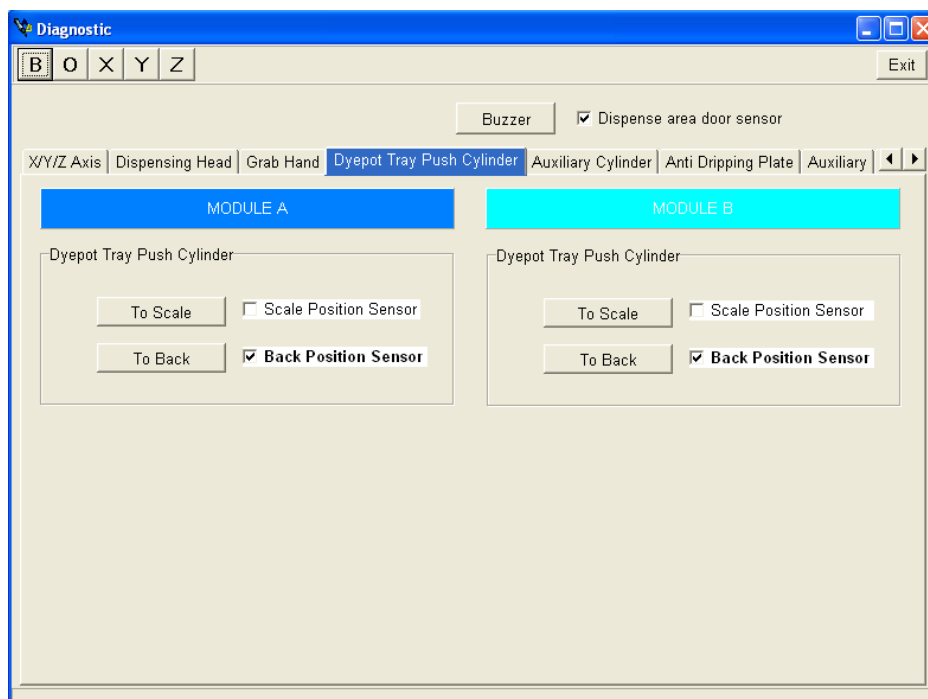 Diagnostic
B O X Y Z Exit
Buzzer Dispense area door sensor
X/Y/Z Axis Dispensing Head Grab Hand Dyepot Tray Push Cylinder Auxiliary Cylinder Anti Dripping Plate Auxiliary
MODULE A MODULE B
Dyepot Tray Push Cylinder Dyepot Tray Push Cylinder
To Scale Scale Position Sensor To Scale Scale Position Sensor
To Back Back Position Sensor To Back Back Position Sensor